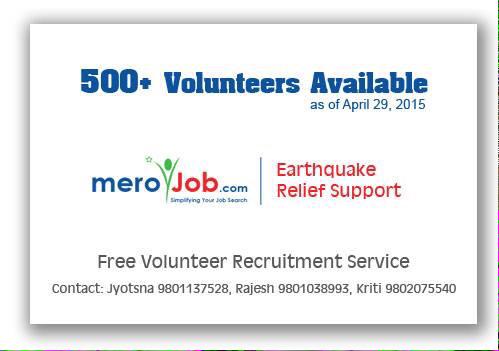 500+ Volunteers Available
as of April 29, 2015
meroJob.com
Simplifying Your Job Search
Earthquake
Relief Support
Free Volunteer Recruitment Service
Contact: Jyotsna 9801137528, Rajesh 9801038993, Kriti 9802075540